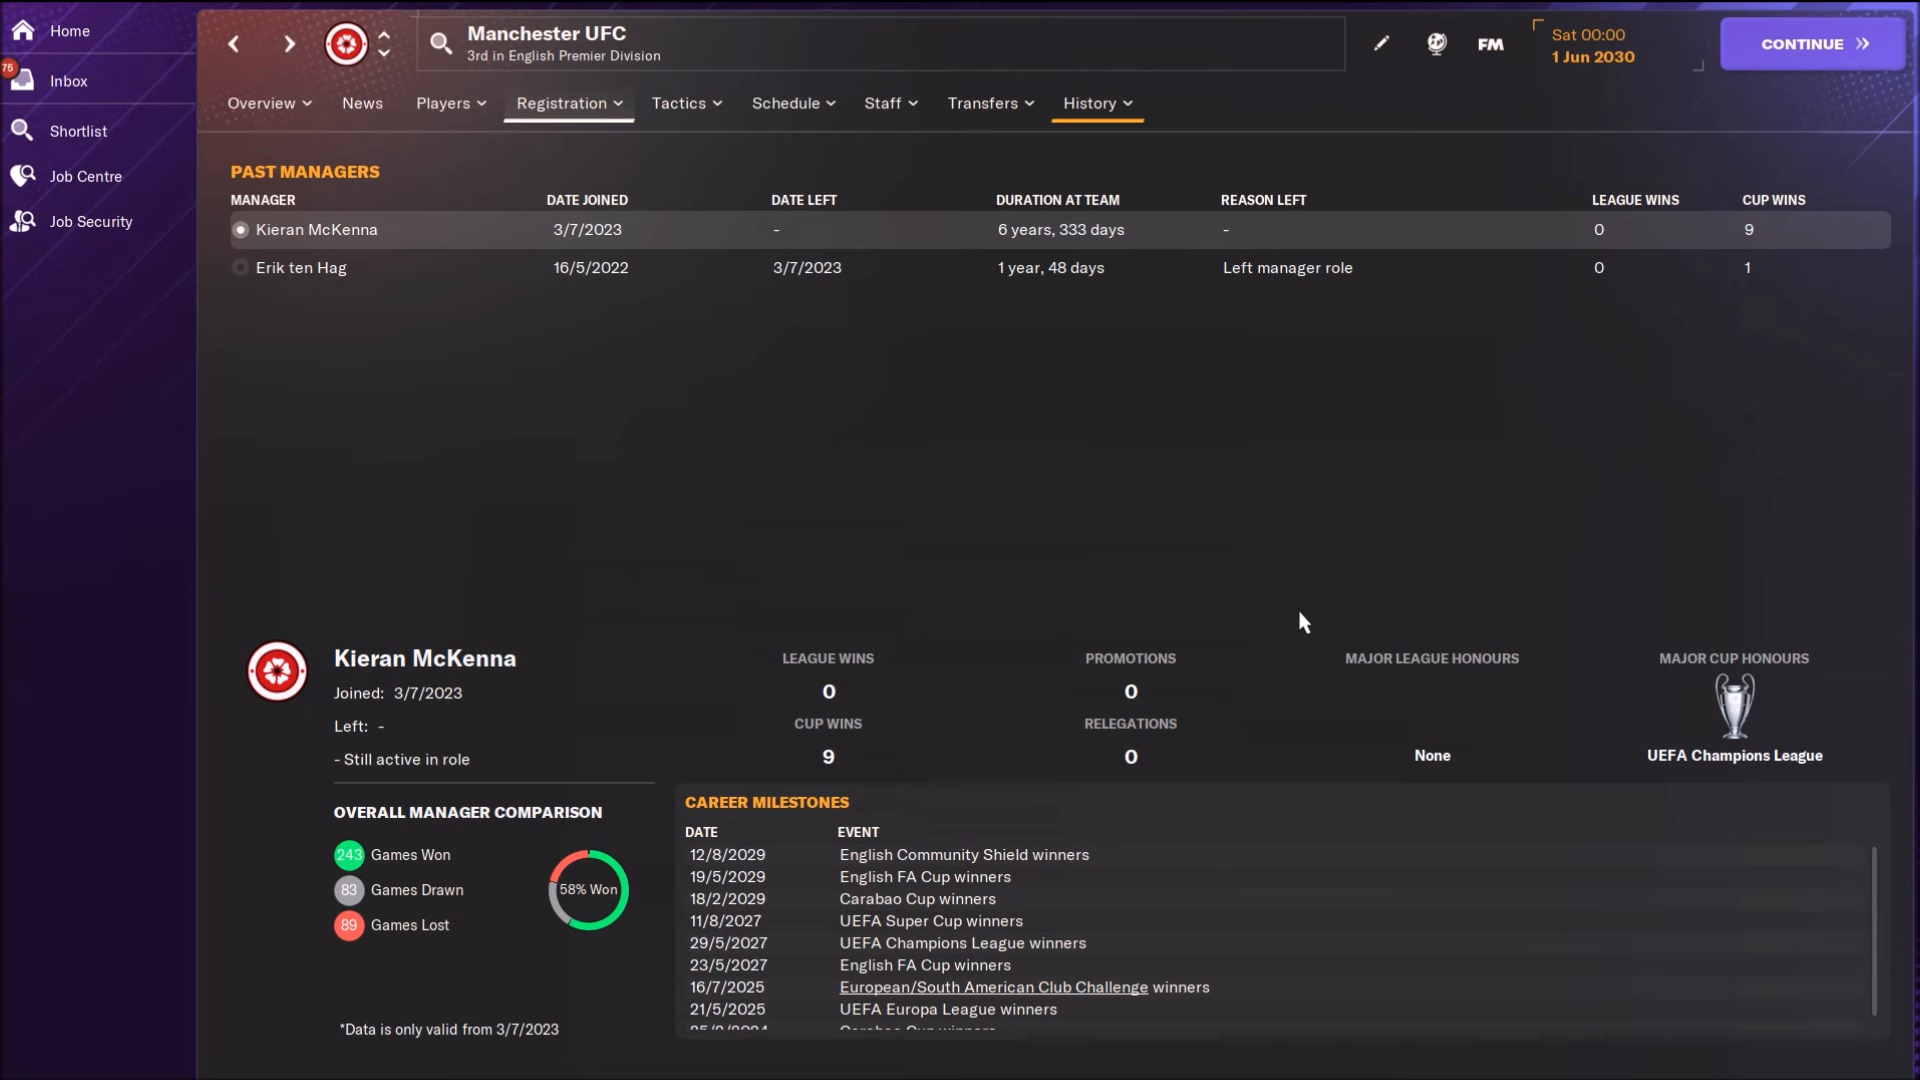 Home
75
Inbox
Shortlist
Job Centre
Job Security
Manchester UFC
3rd in English Premier Division
FM
Sat 00:00
1 Jun 2030
CONTINUE
Overview
News
Players
Registration
Tactics
Schedule
Staff
Transfers
History
PAST MANAGERS
MANAGER DATE JOINED DATE LEFT DURATION AT TEAM REASON LEFT LEAGUE WINS CUP WINS
Kieran McKenna 3/7/2023 - 6 years, 333 days - 0 9
Erik ten Hag 16/5/2022 3/7/2023 1 year, 48 days Left manager role 0 1
Kieran McKenna
Joined: 3/7/2023
Left: -
- Still active in role
LEAGUE WINS
0
CUP WINS
9
PROMOTIONS
0
RELEGATIONS
0
MAJOR LEAGUE HONOURS
None
MAJOR CUP HONOURS
UEFA Champions League
OVERALL MANAGER COMPARISON
243 Games Won
83 Games Drawn
89 Games Lost
58% Won
*Data is only valid from 3/7/2023
CAREER MILESTONES
DATE EVENT
12/8/2029 English Community Shield winners
19/5/2029 English FA Cup winners
18/2/2029 Carabao Cup winners
11/8/2027 UEFA Super Cup winners
29/5/2027 UEFA Champions League winners
23/5/2027 English FA Cup winners
16/7/2025 European/South American Club Challenge winners
21/5/2025 UEFA Europa League winners
Carabao Cup winners